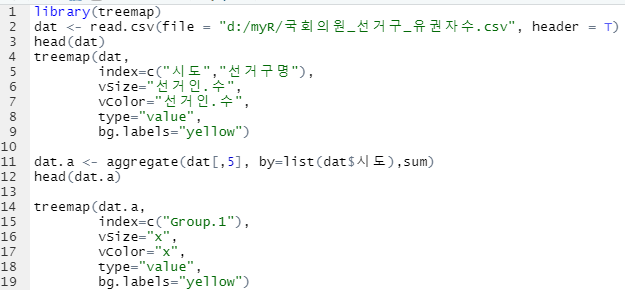 1 library(treemap)
2 dat <- read.csv(file = "d:/myR/국회의원_선거구_유권자수.csv", header = T)
3 head(dat)
4 treemap(dat,
5         index=c("시도","선거구명"),
6         vSize="선거인.수",
7         vColor="선거인.수",
8         type="value",
9         bg.labels="yellow")
10
11 dat.a <- aggregate(dat[,5], by=list(dat$시도),sum)
12 head(dat.a)
13
14 treemap(dat.a,
15         index=c("Group.1"),
16         vSize="x",
17         vColor="x",
18         type="value",
19         bg.labels="yellow")